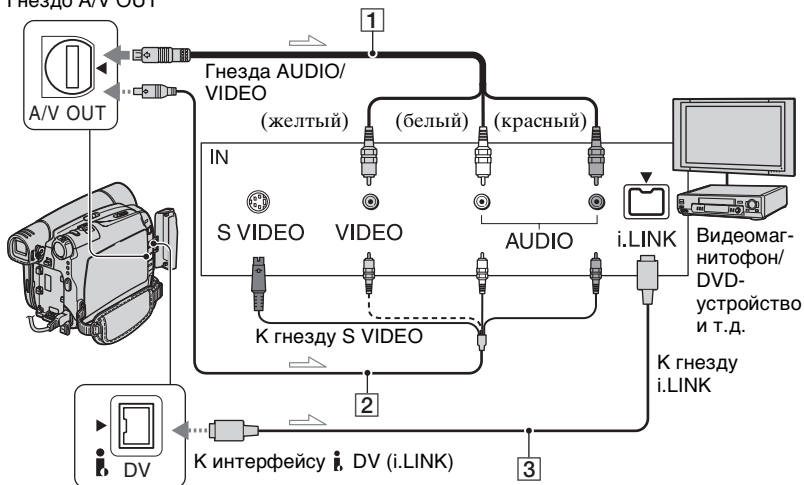 Гнездо A/V OUT
1
Гнезда AUDIO/
VIDEO
A/V OUT
(желтый)
(белый)
(красный)
IN
S VIDEO
VIDEO
AUDIO
i.LINK
Видеомаг-
нитофон/
DVD-
устройство
и т.д.
К гнезду S VIDEO
К гнезду
i.LINK
2
DV
К интерфейсу i DV (i.LINK)
3